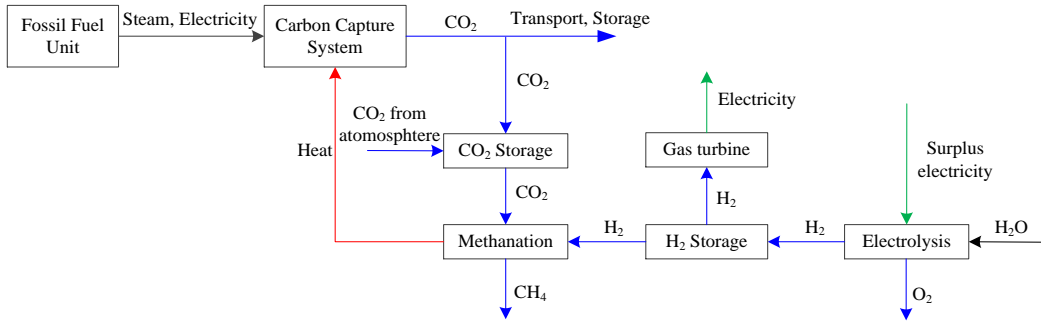 Fossil Fuel
Unit
Steam, Electricity
Carbon Capture
System
CO₂
Transport, Storage
CO₂
CO₂ from
atomosphtere
Heat
CO₂ Storage
Electricity
Gas turbine
Surplus
electricity
CO₂
H₂
Methanation
H₂
H₂ Storage
H₂
Electrolysis
H₂O
CH₄
O₂